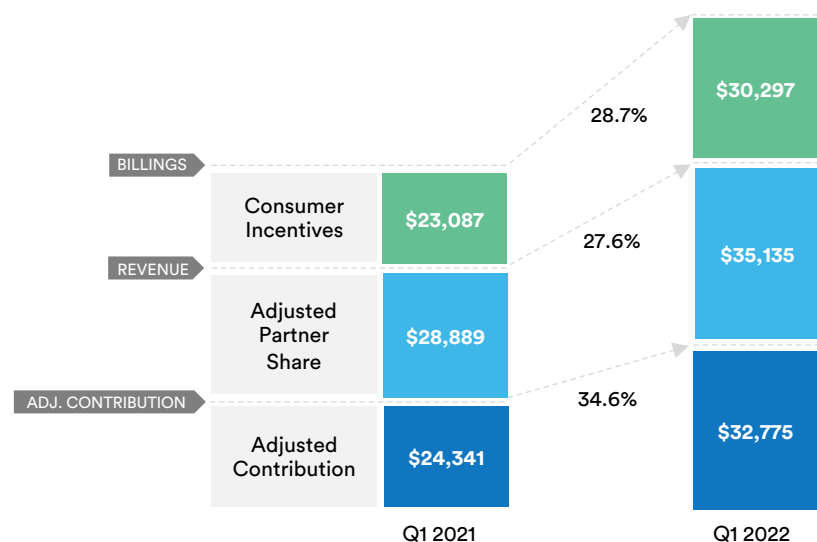 $30,297
28.7%
BILLINGS
Consumer
Incentives
$23,087
27.6%
$35,135
REVENUE
Adjusted
Partner
Share
$28,889
34.6%
ADJ. CONTRIBUTION
$32,775
Adjusted
Contribution
$24,341
Q1 2021
Q1 2022